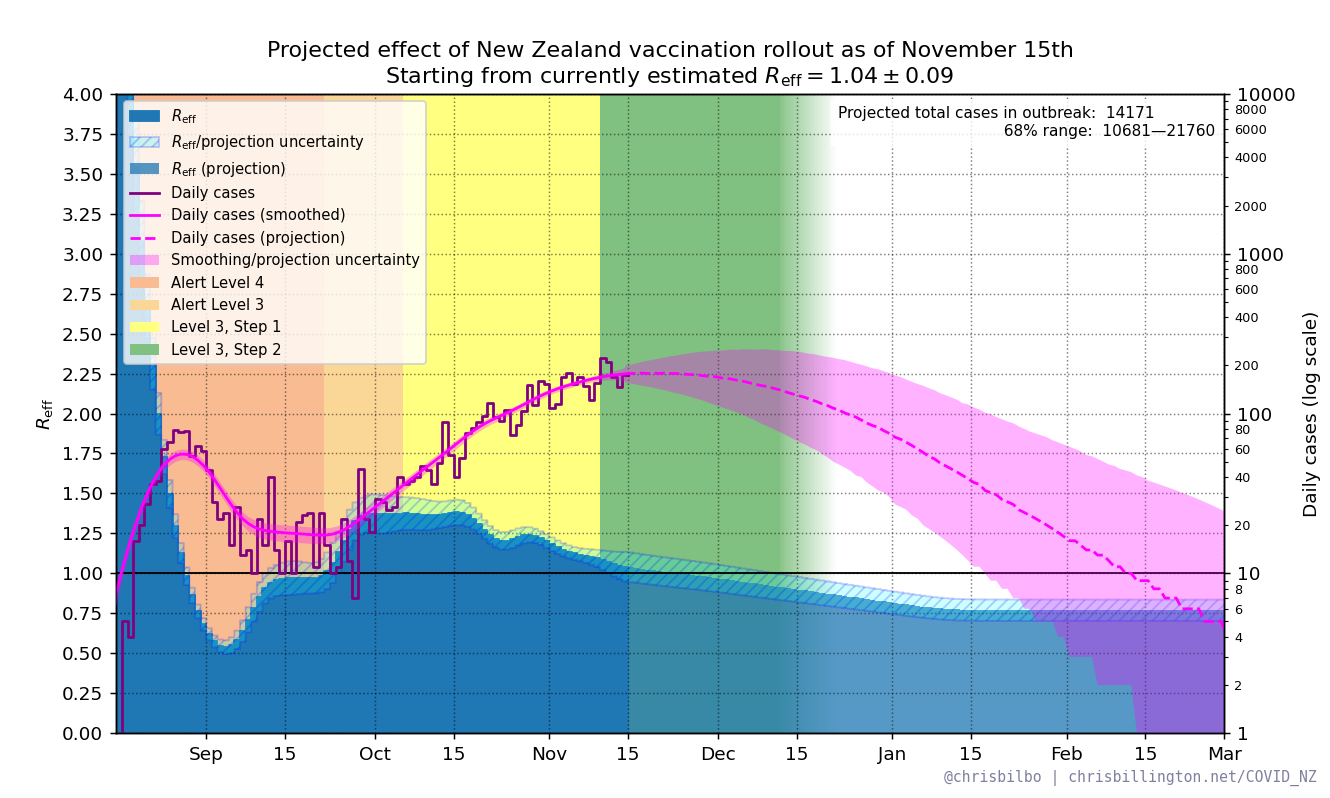 Projected effect of New Zealand vaccination rollout as of November 15th
Starting from currently estimated Reff = 1.04 ± 0.09
Projected total cases in outbreak: 14171
68% range: 10681—21760
Reff
Reff/projection uncertainty
Reff (projection)
Daily cases
Daily cases (smoothed)
Daily cases (projection)
Smoothing/projection uncertainty
Alert Level 4
Alert Level 3
Level 3, Step 1
Level 3, Step 2
Reff
4.00
3.75
3.50
3.25
3.00
2.75
2.50
2.25
2.00
1.75
1.50
1.25
1.00
0.75
0.50
0.25
0.00
10000
8000
6000
4000
2000
1000
800
600
400
200
100
80
60
40
20
10
8
6
4
2
1
Daily cases (log scale)
Sep 15 Oct 15 Nov 15 Dec 15 Jan 15 Feb 15 Mar
@chrisbilbo | chrisbillington.net/COVID_NZ